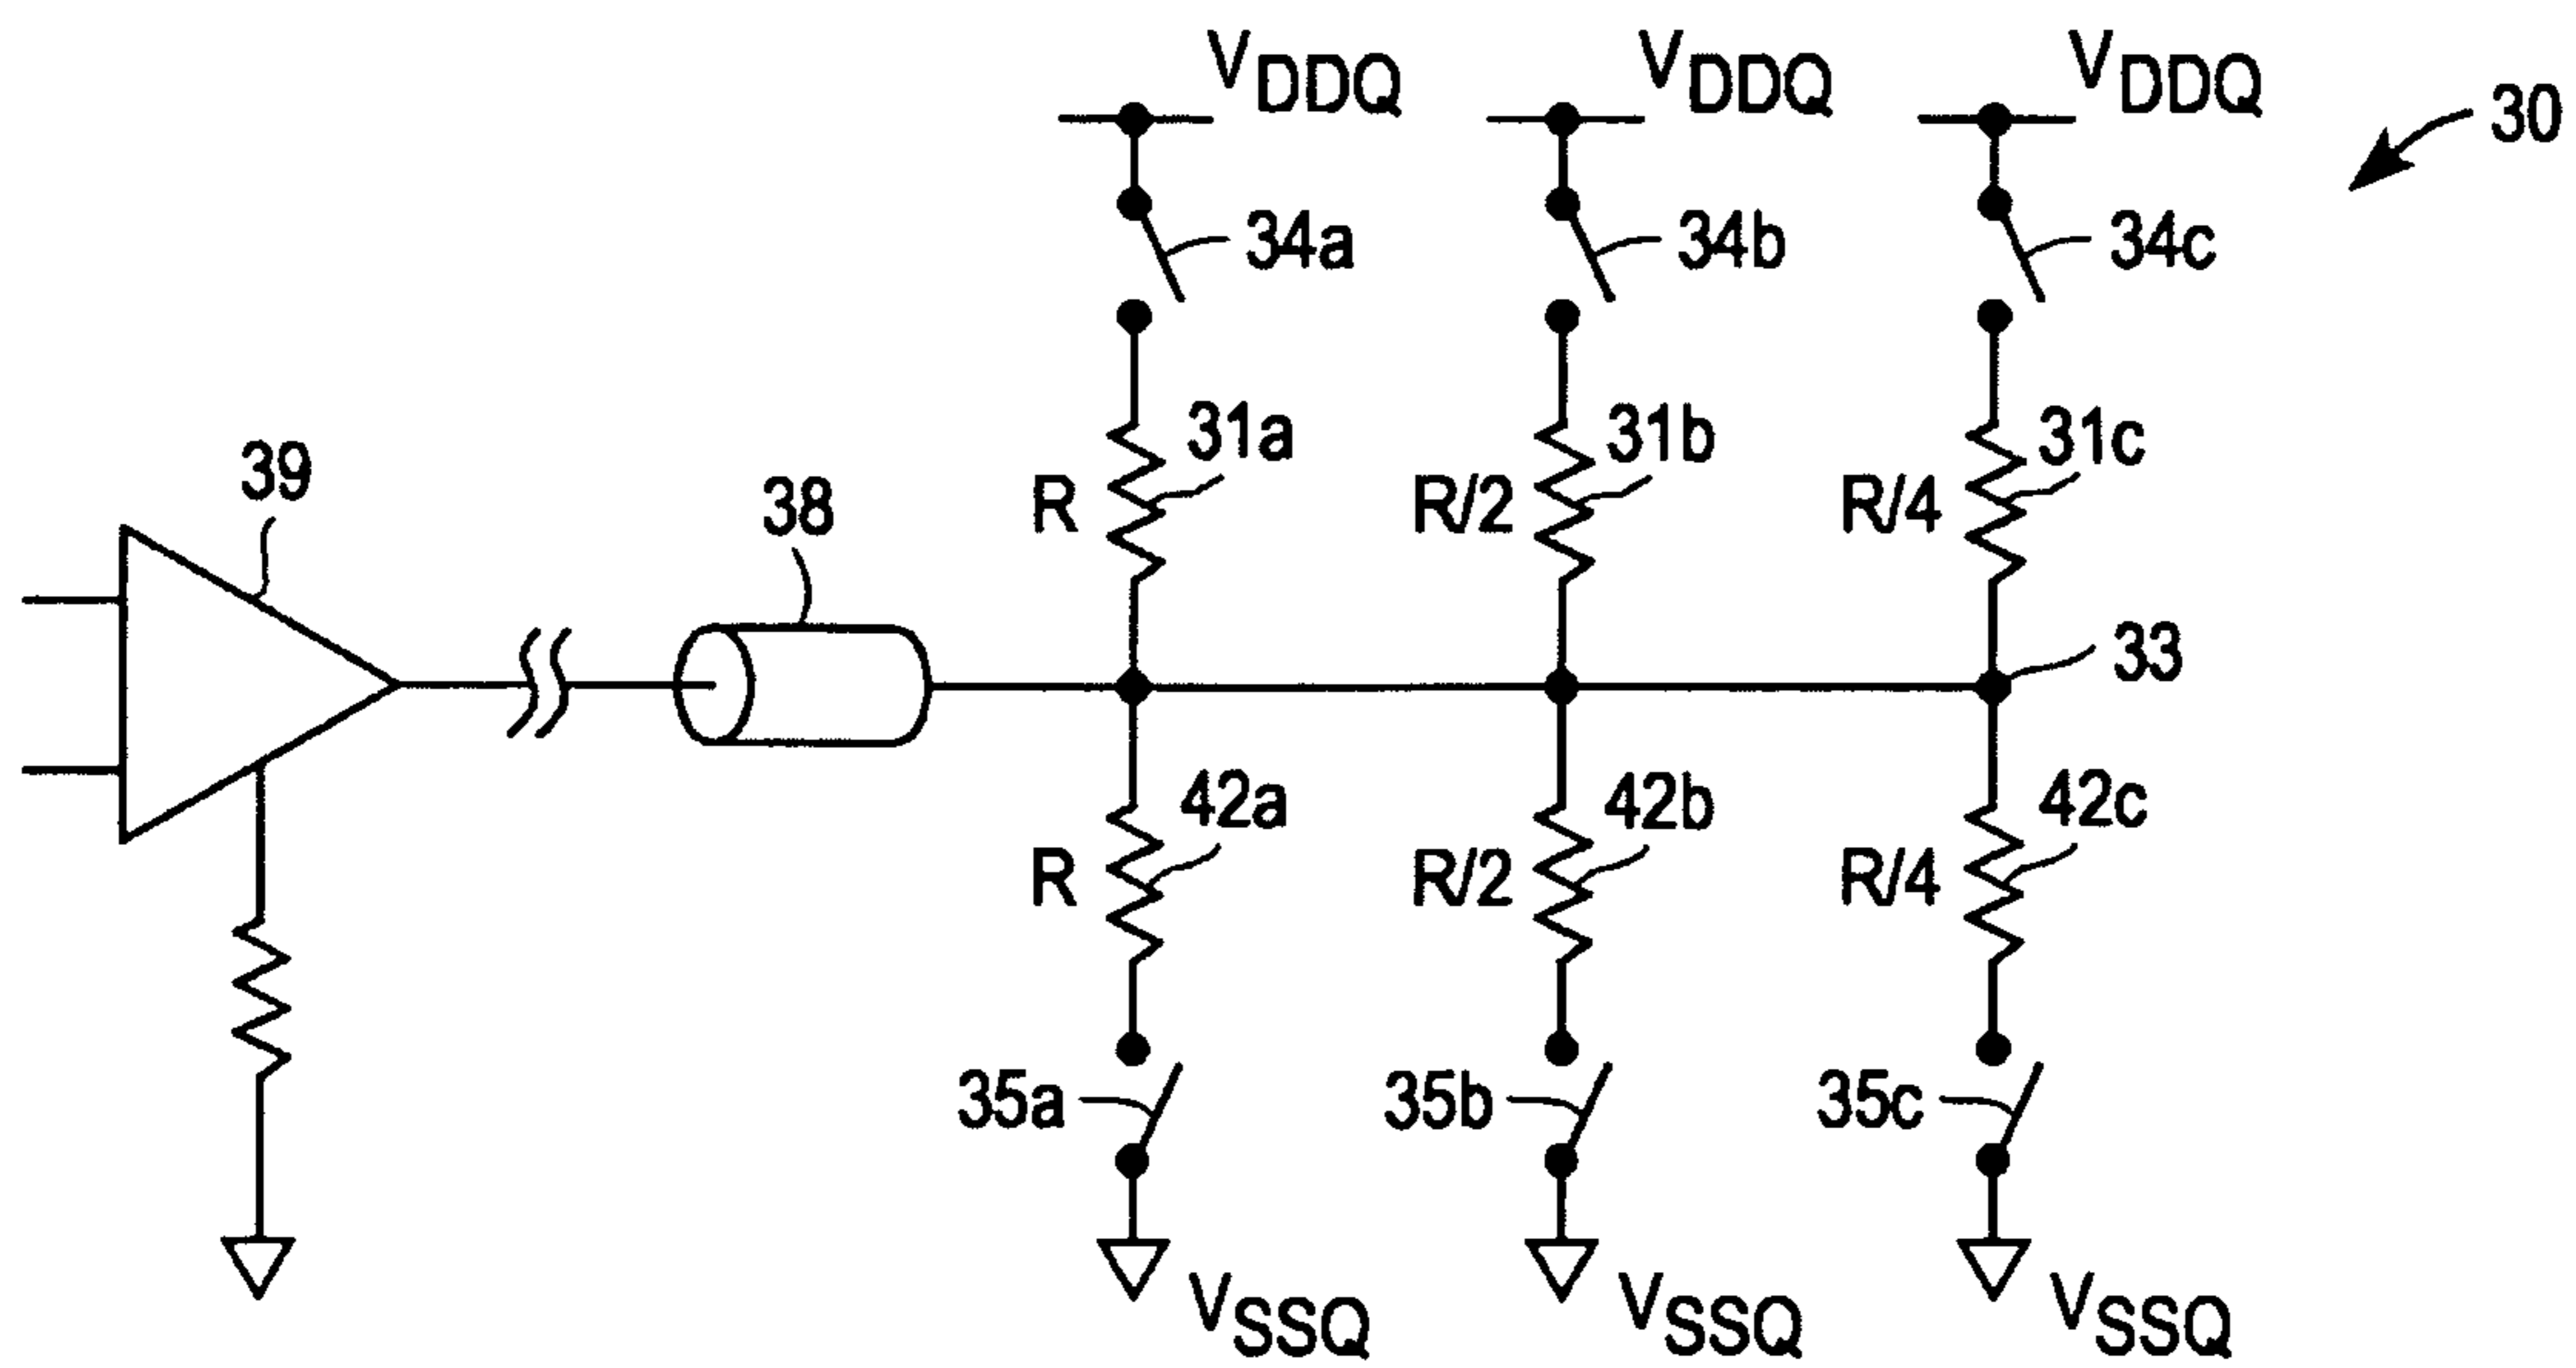 VDDQ VDDQ VDDQ
30
34a 34b 34c
31a 31b 31c
39
38
R R/2 R/4
33
42a 42b 42c
R R/2 R/4
35a 35b 35c
VSSQ VSSQ VSSQ